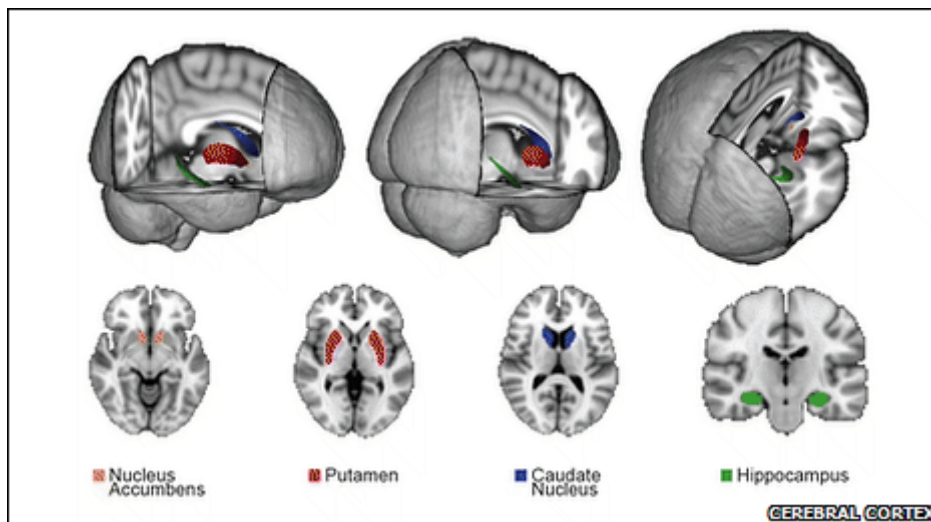 Nucleus
Accumbens
Putamen
Caudate
Nucleus
Hippocampus
CEREBRAL CORTEX